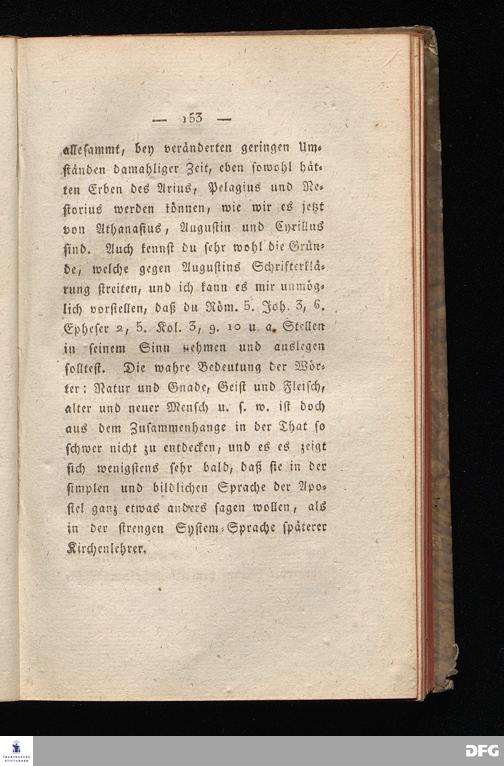 — 153 —
allesammt, bey veränderten geringen Um-
ständen damahliger Zeit, eben sowohl hät-
ten Erben des Arius, Pelagius und Ne-
storius werden können, wie wir es jetzt
von Athanasius, Augustin und Cyrillus
sind. Auch kennst du sehr wohl die Grün-
de, welche gegen Augustins Schrifterklä-
rung streiten, und ich kann es mir unmög-
lich vorstellen, daß du Röm. 5. Joh. 3, 6.
Epheser 2, 5. Kol. 3, 9. 10 u. a. Stellen
in seinem Sinn nehmen und auslegen
solltest. Die wahre Bedeutung der Wör-
ter: Natur und Gnade, Geist und Fleisch,
alter und neuer Mensch u. s. w. ist doch
aus dem Zusammenhange in der That so
schwer nicht zu entdecken, und es es zeigt
sich wenigstens sehr bald, daß sie in der
simplen und bildlichen Sprache der Apo-
stel ganz etwas anders sagen wollen, als
in der strengen System-Sprache späterer
Kirchenlehrer.
FRANCKESCHE
STIFTUNGEN
DFG